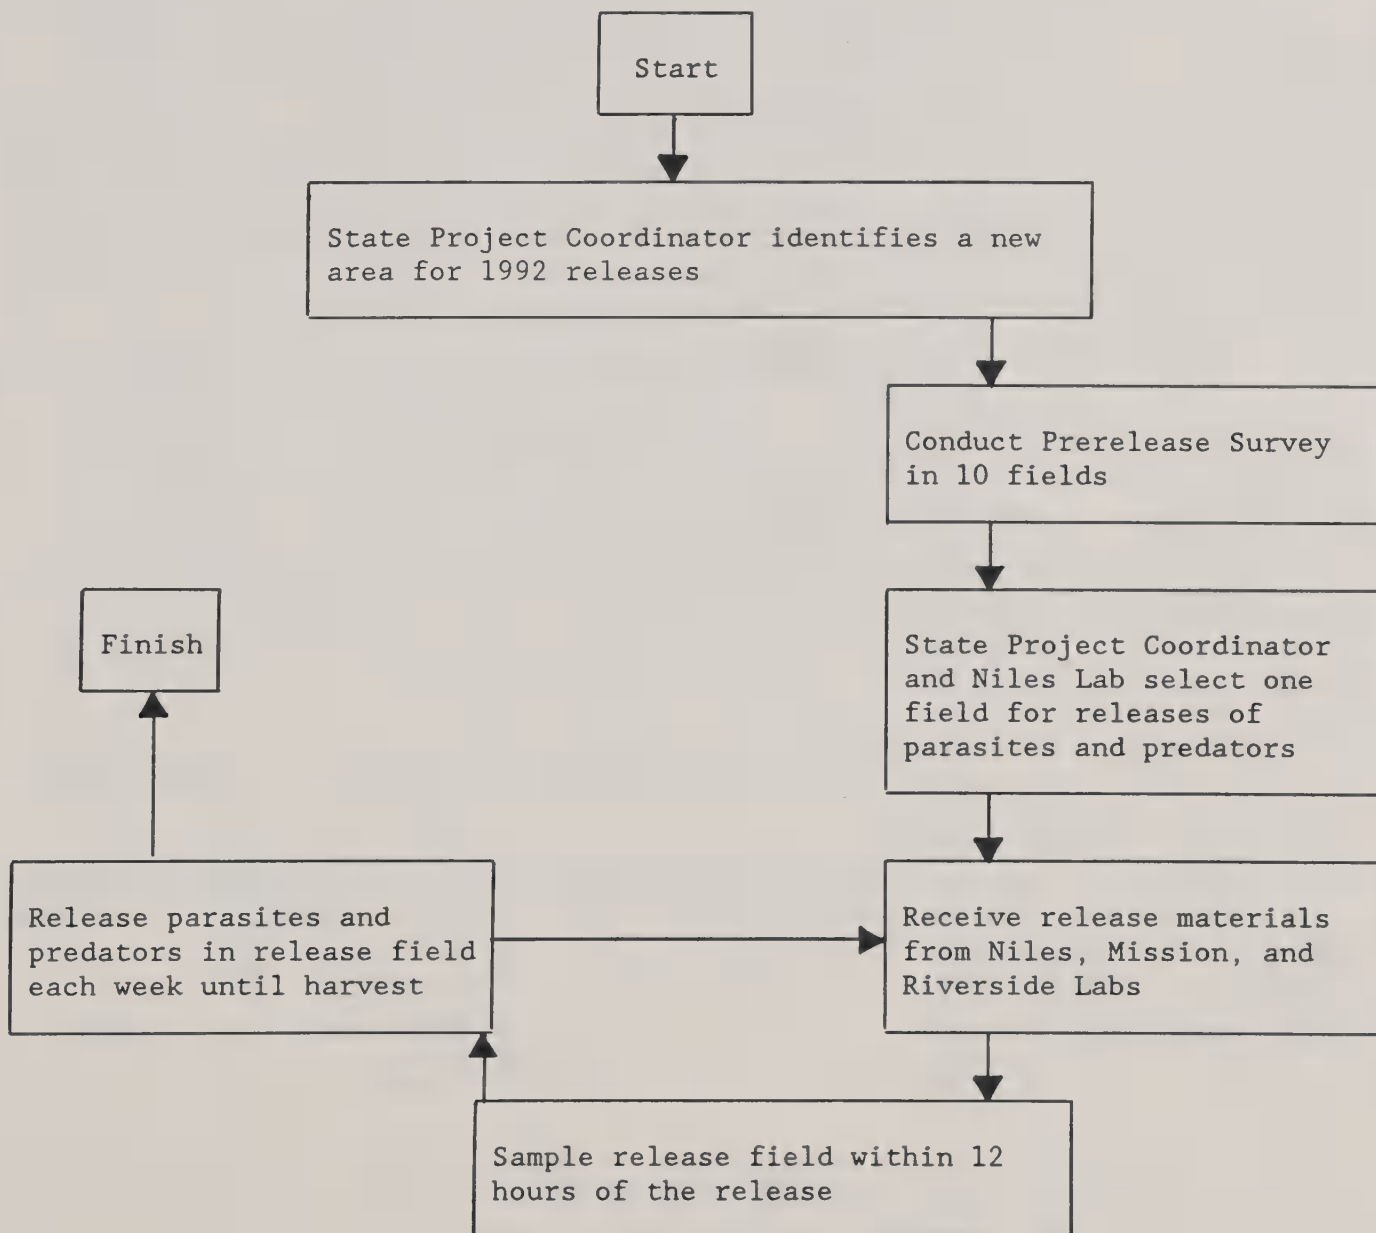 Start
State Project Coordinator identifies a new
area for 1992 releases
Conduct Prerelease Survey
in 10 fields
State Project Coordinator
and Niles Lab select one
field for releases of
parasites and predators
Finish
Release parasites and
predators in release field
each week until harvest
Receive release materials
from Niles, Mission, and
Riverside Labs
Sample release field within 12
hours of the release